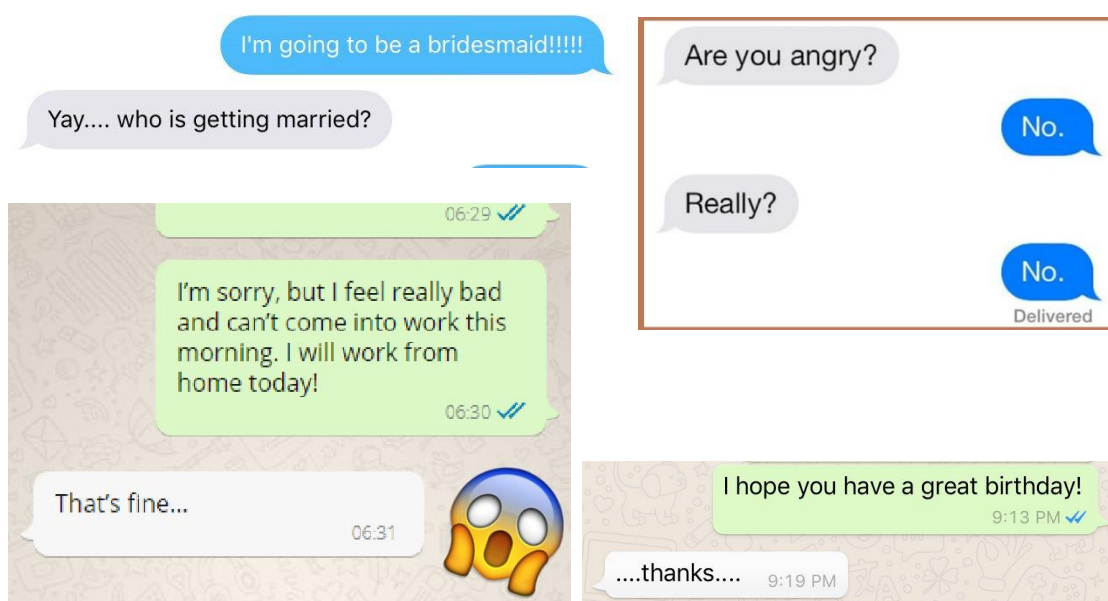 I'm going to be a bridesmaid!!!!!
Yay.... who is getting married?
Are you angry?
No.
Really?
No.
Delivered
06:29
I'm sorry, but I feel really bad
and can't come into work this
morning. I will work from
home today!
06:30
That's fine...
06:31
I hope you have a great birthday!
9:13 PM
....thanks....
9:19 PM